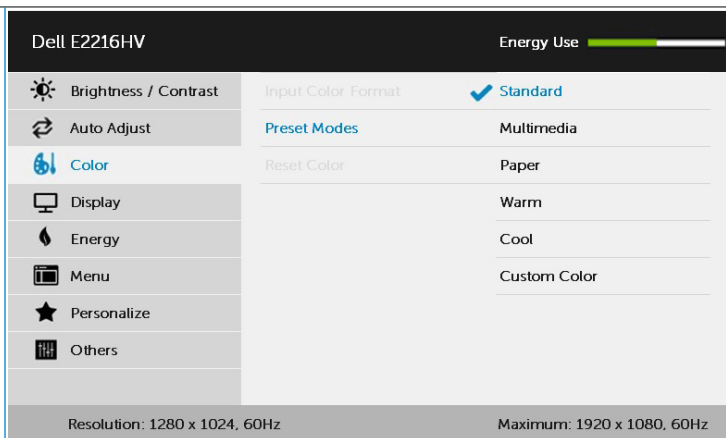 Dell E2216HV
Energy Use
Brightness / Contrast
Input Color Format
Standard
Auto Adjust
Preset Modes
Multimedia
Color
Reset Color
Paper
Display
Warm
Energy
Cool
Menu
Custom Color
Personalize
Others
Resolution: 1280 x 1024, 60Hz
Maximum: 1920 x 1080, 60Hz